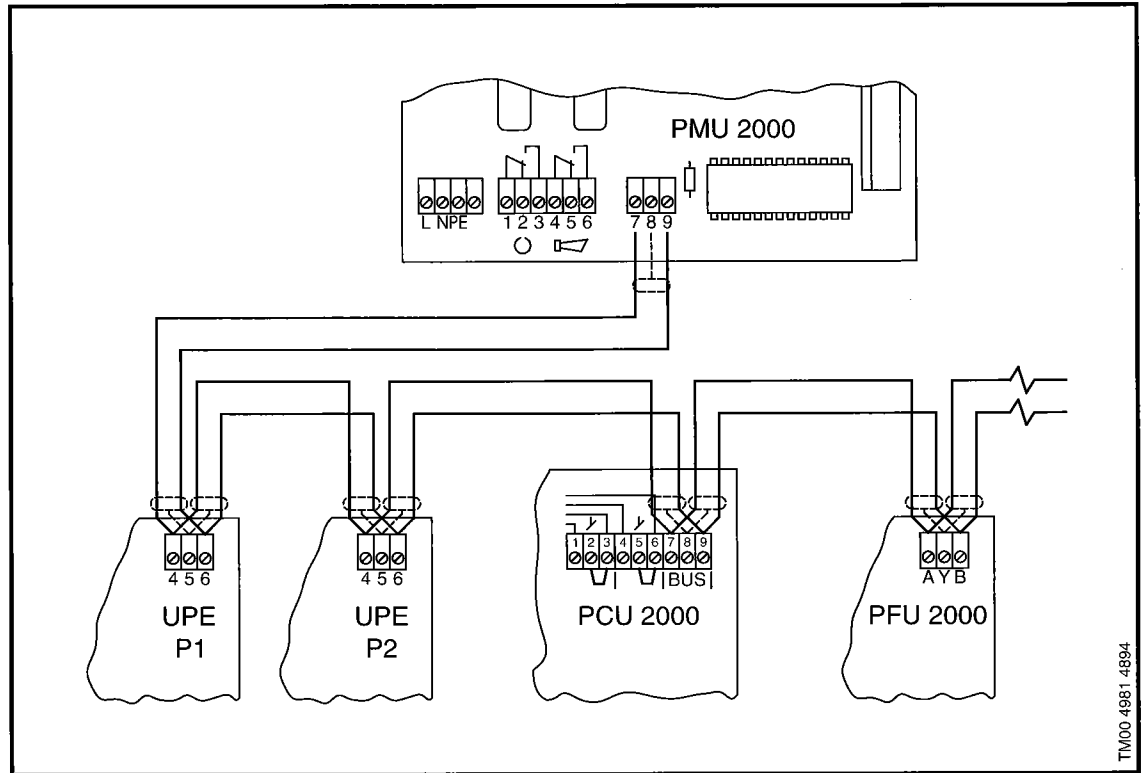 PMU 2000
L NPE
1 2 3 4 5 6
7 8 9
4 5 6
UPE
P1
4 5 6
UPE
P2
1 2 3 4 5 6 7 8 9
BUS
PCU 2000
A Y B
PFU 2000
TM00 4981 4894